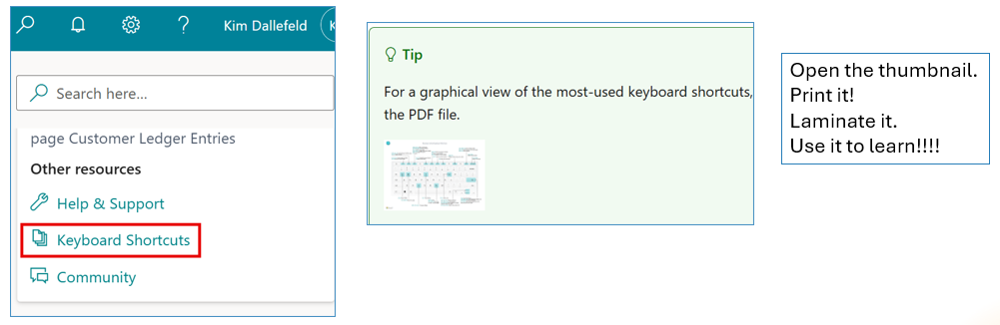 Kim Dallefeld
Search here...
page Customer Ledger Entries
Other resources
Help & Support
Keyboard Shortcuts
Community
Tip
For a graphical view of the most-used keyboard shortcuts,
the PDF file.
Open the thumbnail.
Print it!
Laminate it.
Use it to learn!!!!